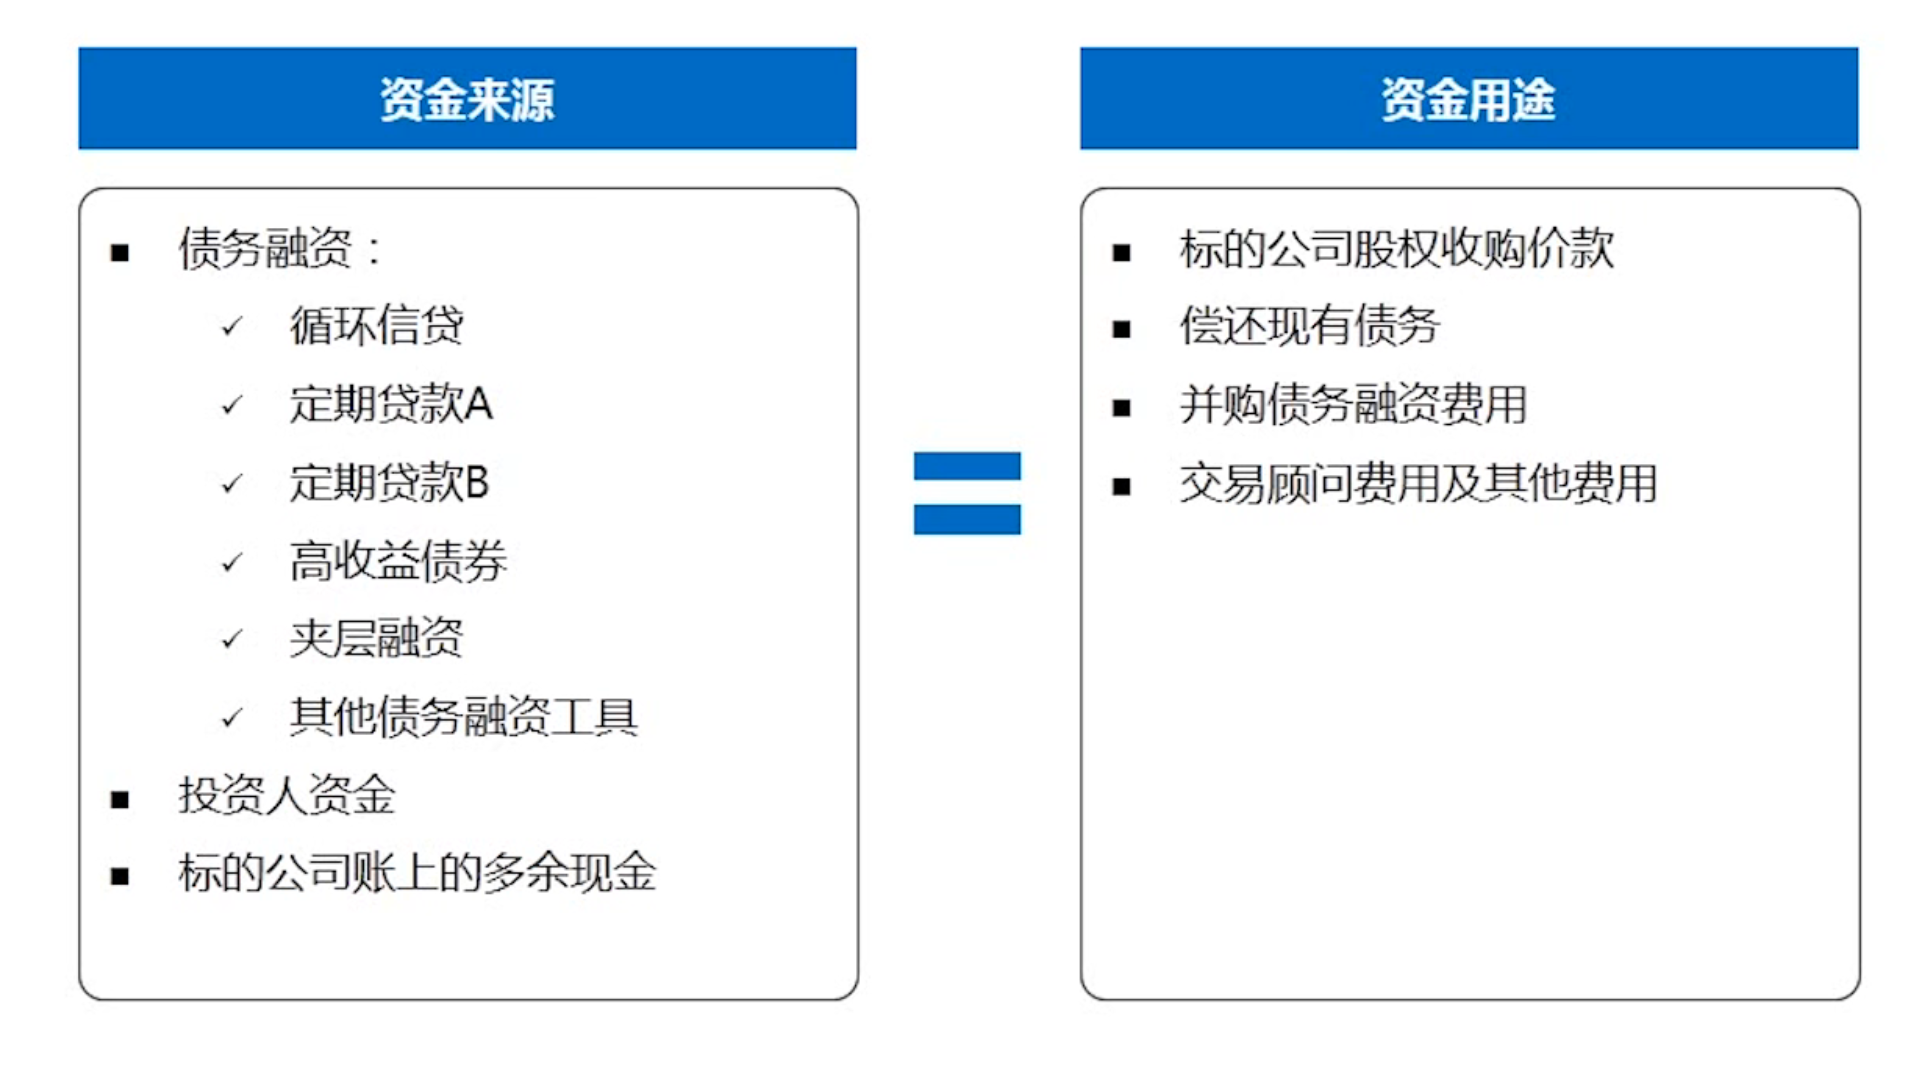 资金来源
债务融资：
循环信贷
定期贷款A
定期贷款B
高收益债券
夹层融资
其他债务融资工具
投资人资金
标的公司账上的多余现金
资金用途
标的公司股权收购价款
偿还现有债务
并购债务融资费用
交易顾问费用及其他费用